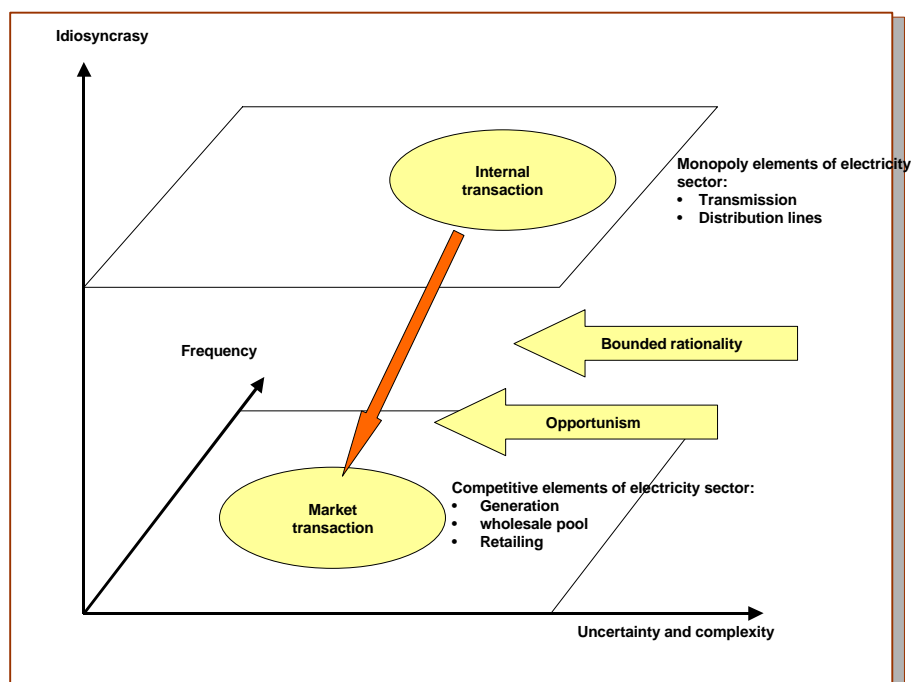 Idiosyncrasy
Internal
transaction
Monopoly elements of electricity
sector:
• Transmission
• Distribution lines
Bounded rationality
Frequency
Opportunism
Market
transaction
Competitive elements of electricity sector:
• Generation
• wholesale pool
• Retailing
Uncertainty and complexity